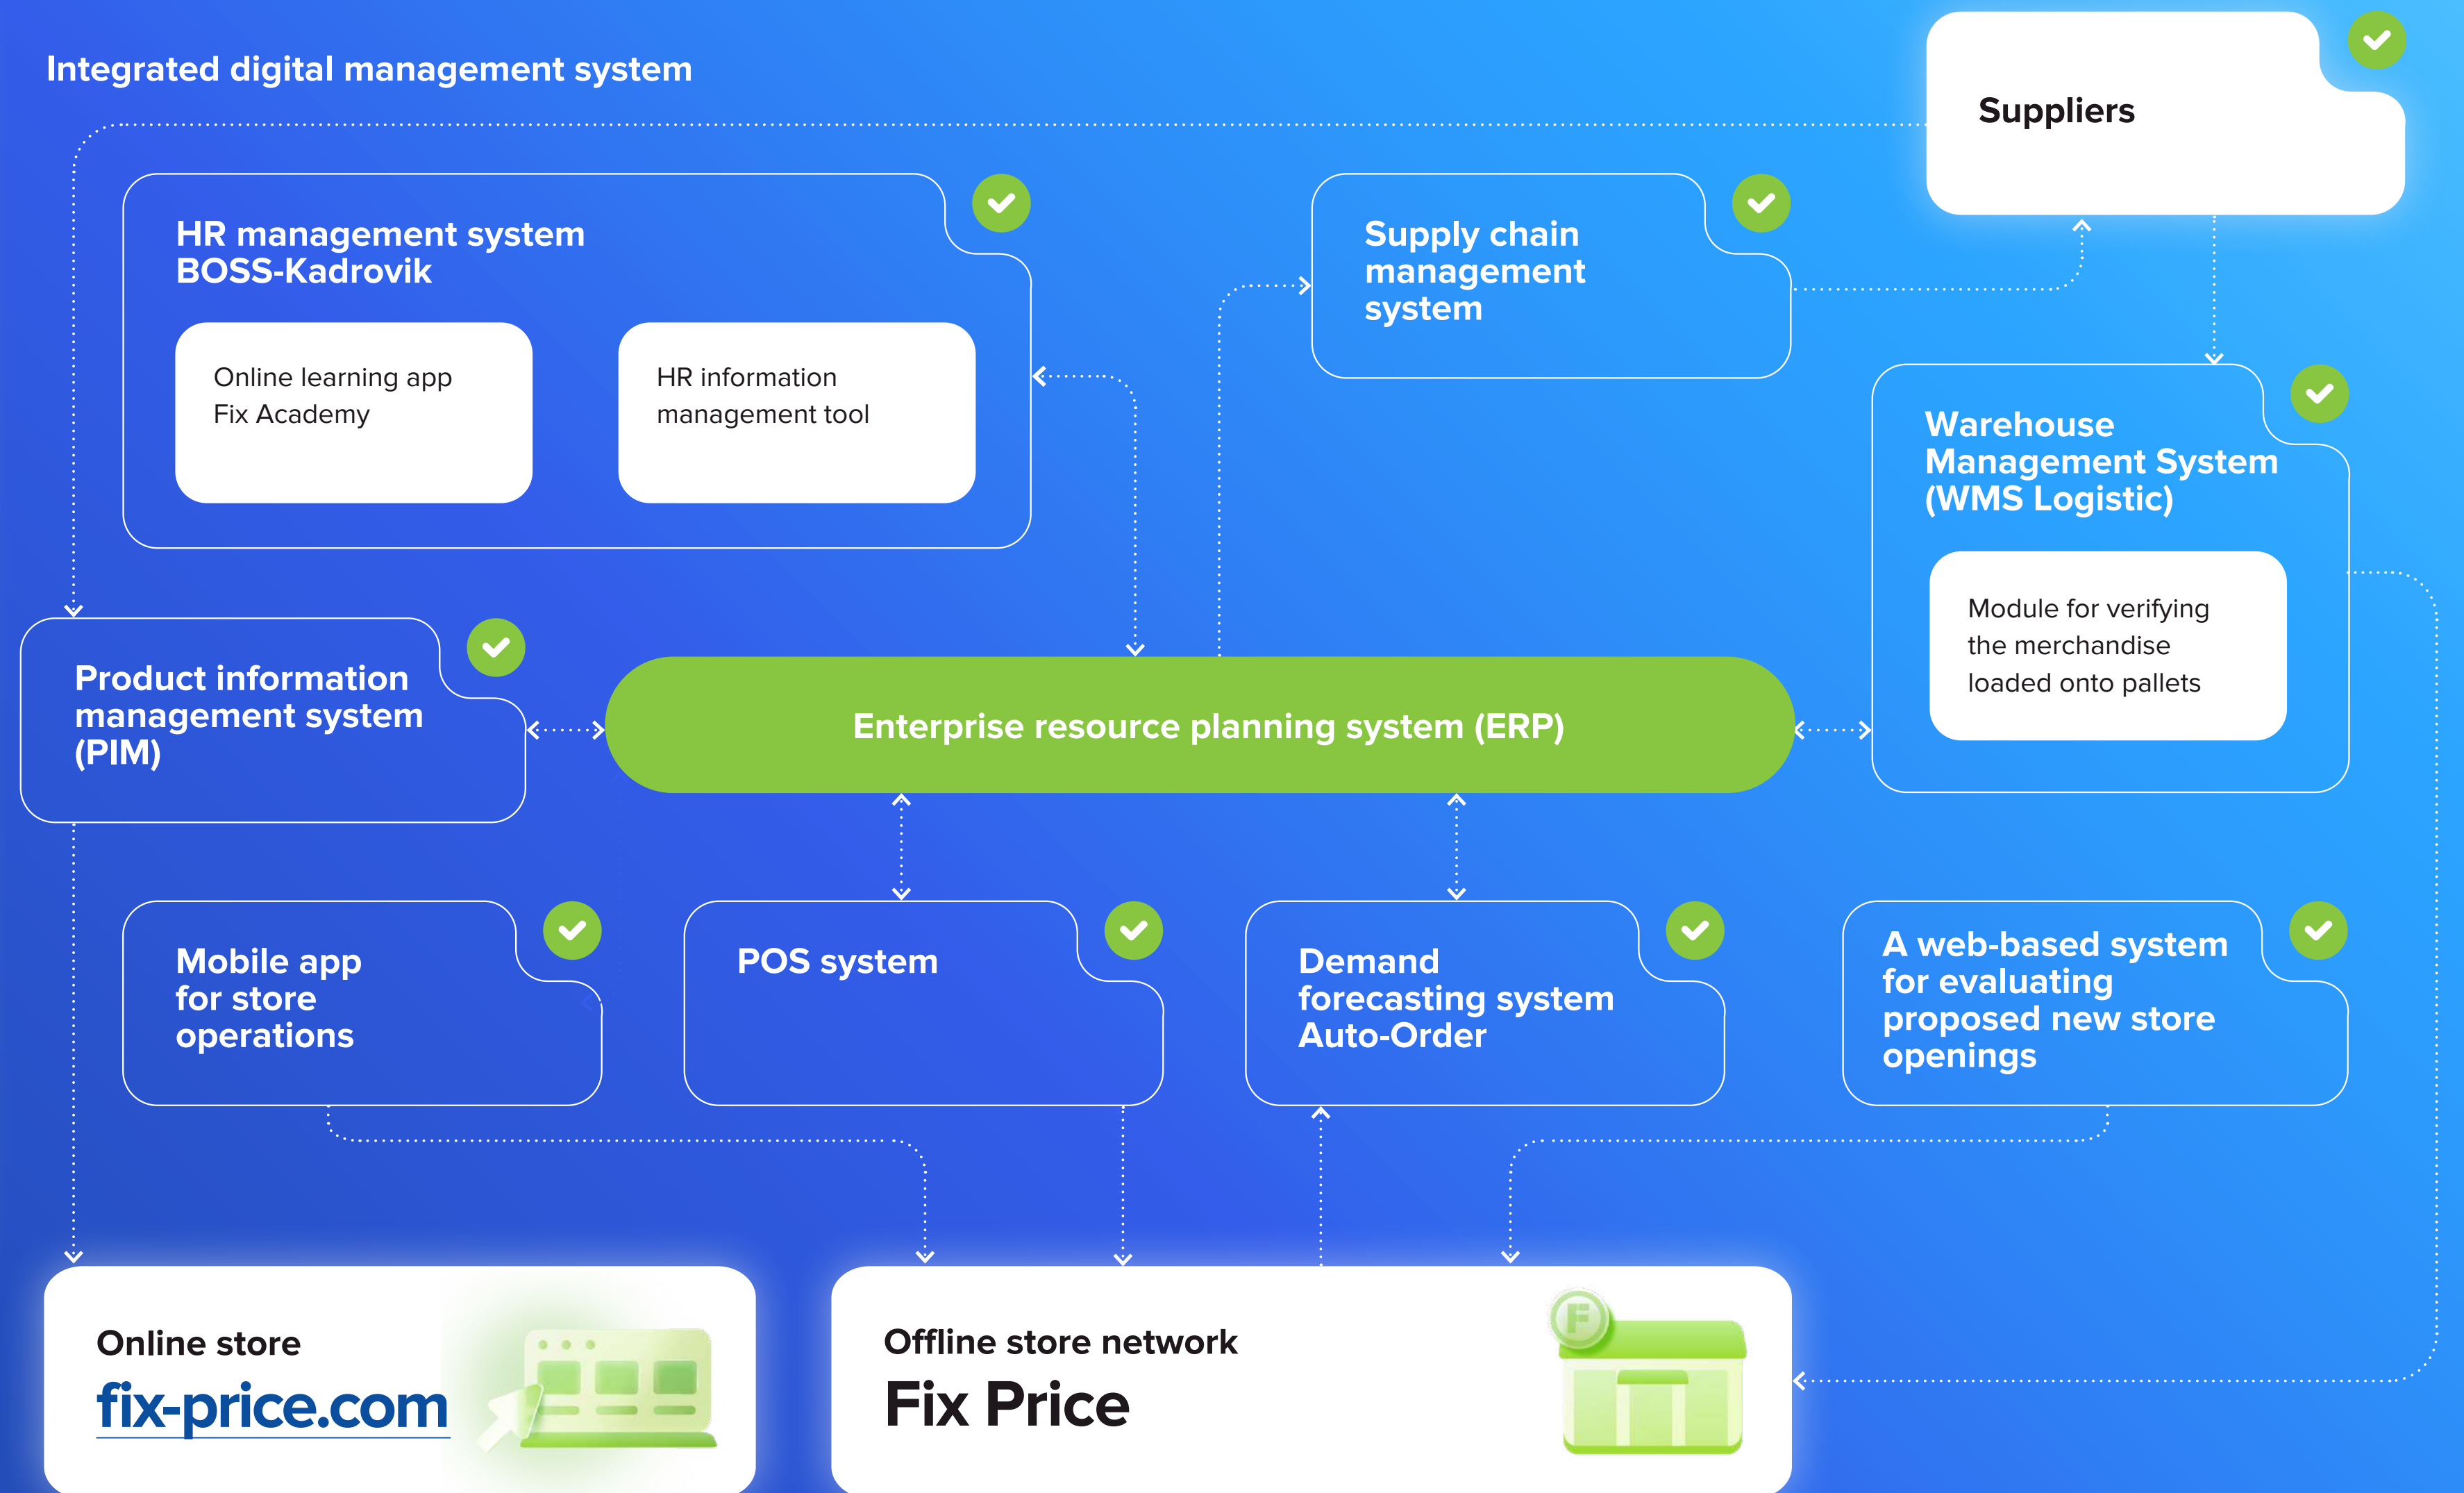 Integrated digital management system
Suppliers
HR management system
BOSS-Kadrovik
Online learning app
Fix Academy
HR information
management tool
Supply chain
management
system
Warehouse
Management System
(WMS Logistic)
Module for verifying
the merchandise
loaded onto pallets
Product information
management system
(PIM)
Enterprise resource planning system (ERP)
Mobile app
for store
operations
POS system
Demand
forecasting system
Auto-Order
A web-based system
for evaluating
proposed new store
openings
Online store
fix-price.com
Offline store network
Fix Price
F